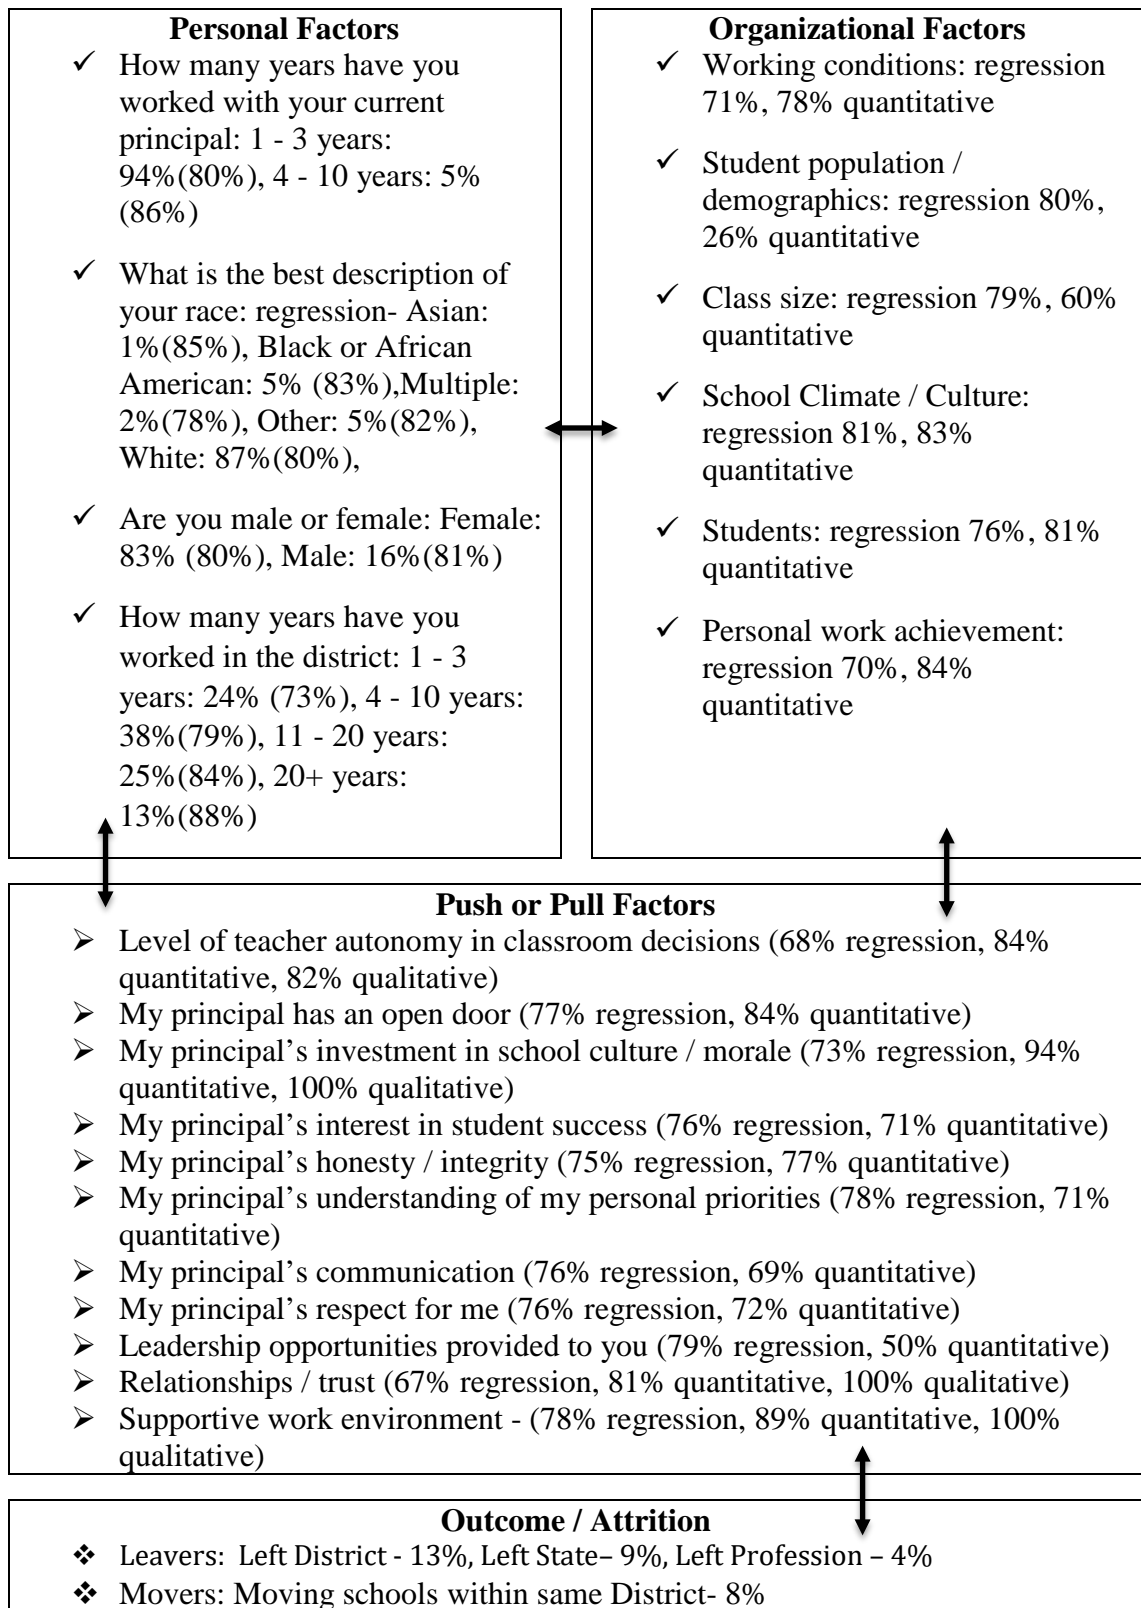 Personal Factors
✓ How many years have you
worked with your current
principal: 1 - 3 years:
94%(80%), 4 - 10 years: 5%
(86%)
✓ What is the best description of
your race: regression- Asian:
1%(85%), Black or African
American: 5% (83%),Multiple:
2%(78%), Other: 5%(82%),
White: 87%(80%),
✓ Are you male or female: Female:
83% (80%), Male: 16%(81%)
✓ How many years have you
worked in the district: 1 - 3
years: 24% (73%), 4 - 10 years:
38%(79%), 11 - 20 years:
25%(84%), 20+ years:
13%(88%)
Organizational Factors
✓ Working conditions: regression
71%, 78% quantitative
✓ Student population /
demographics: regression 80%,
26% quantitative
✓ Class size: regression 79%, 60%
quantitative
✓ School Climate / Culture:
regression 81%, 83%
quantitative
✓ Students: regression 76%, 81%
quantitative
✓ Personal work achievement:
regression 70%, 84%
quantitative
Push or Pull Factors
➢ Level of teacher autonomy in classroom decisions (68% regression, 84%
quantitative, 82% qualitative)
➢ My principal has an open door (77% regression, 84% quantitative)
➢ My principal’s investment in school culture / morale (73% regression, 94%
quantitative, 100% qualitative)
➢ My principal’s interest in student success (76% regression, 71% quantitative)
➢ My principal’s honesty / integrity (75% regression, 77% quantitative)
➢ My principal’s understanding of my personal priorities (78% regression, 71%
quantitative)
➢ My principal’s communication (76% regression, 69% quantitative)
➢ My principal’s respect for me (76% regression, 72% quantitative)
➢ Leadership opportunities provided to you (79% regression, 50% quantitative)
➢ Relationships / trust (67% regression, 81% quantitative, 100% qualitative)
➢ Supportive work environment - (78% regression, 89% quantitative, 100%
qualitative)
Outcome / Attrition
❖ Leavers: Left District - 13%, Left State– 9%, Left Profession – 4%
❖ Movers: Moving schools within same District- 8%